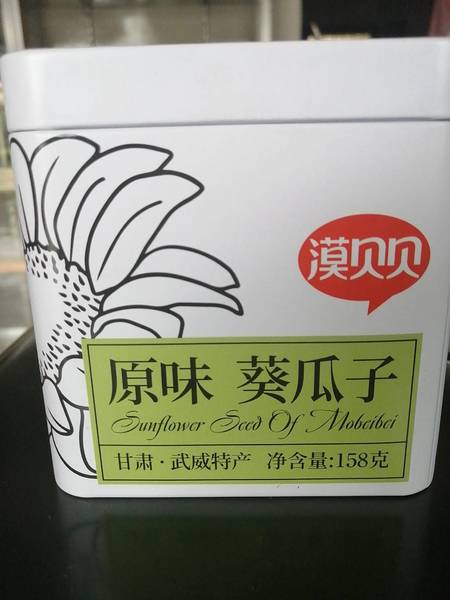 漠贝贝
原味 葵瓜子
Sunflower Seed Of Mobeibei
甘肃·武威特产 净含量:158克